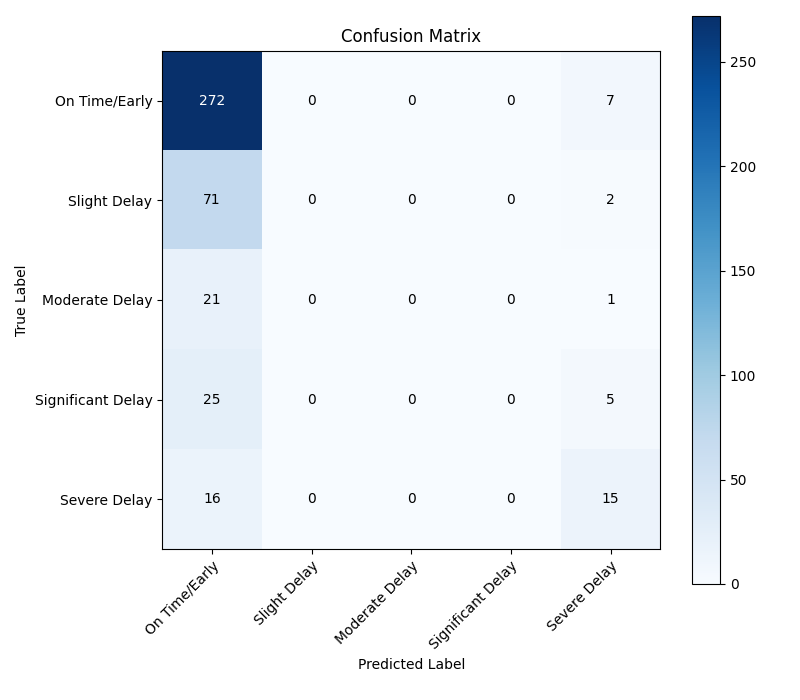 Confusion Matrix
True Label
On Time/Early 272 0 0 0 7
Slight Delay 71 0 0 0 2
Moderate Delay 21 0 0 0 1
Significant Delay 25 0 0 0 5
Severe Delay 16 0 0 0 15
On Time/Early Slight Delay Moderate Delay Significant Delay Severe Delay
Predicted Label
250
200
150
100
50
0